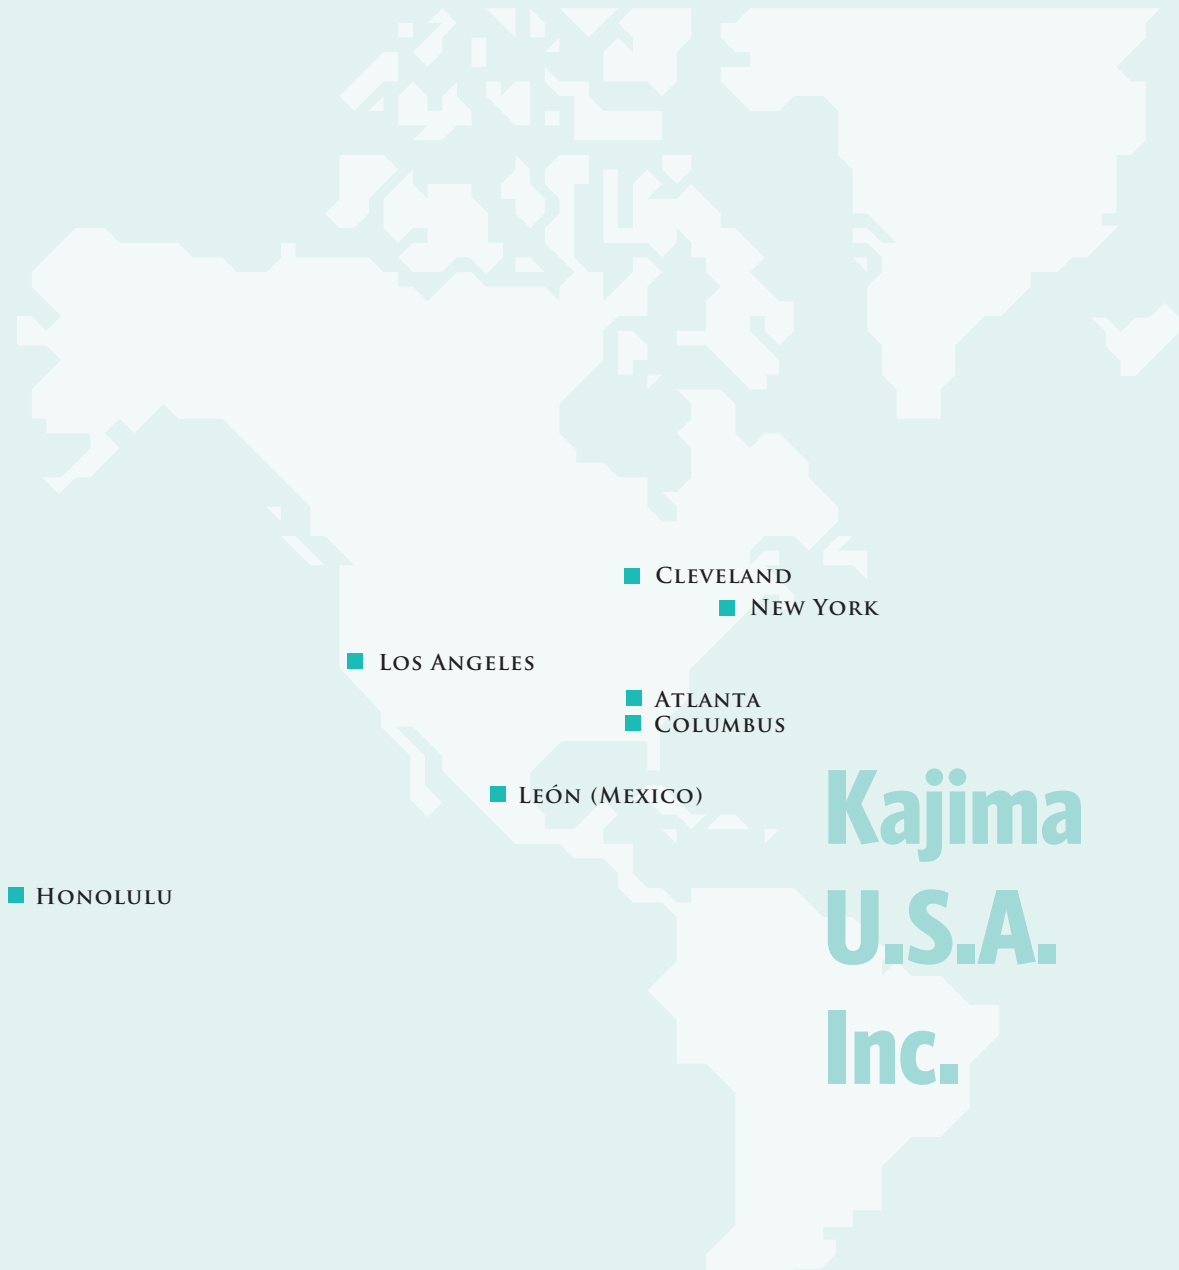 Cleveland
New York
Los Angeles
Atlanta
Columbus
León (Mexico)
Kajima
U.S.A.
Inc.
Honolulu